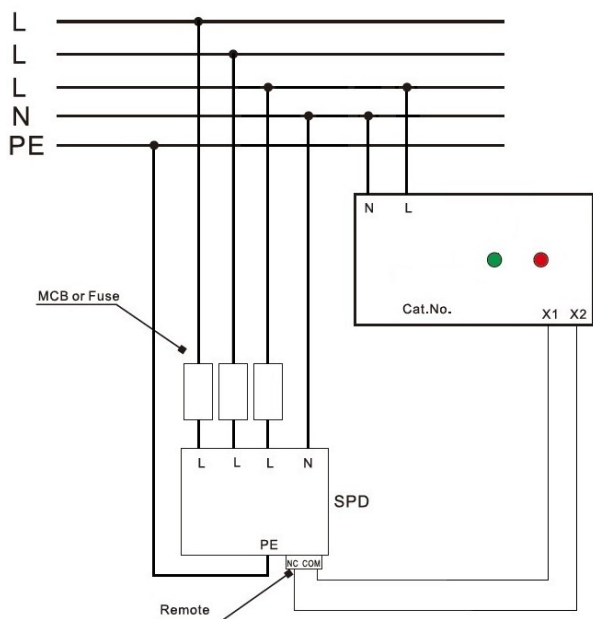 L
L
L
N
PE
N L
Cat.No.
X1 X2
MCB or Fuse
L L L N
SPD
PE
NC COM
Remote